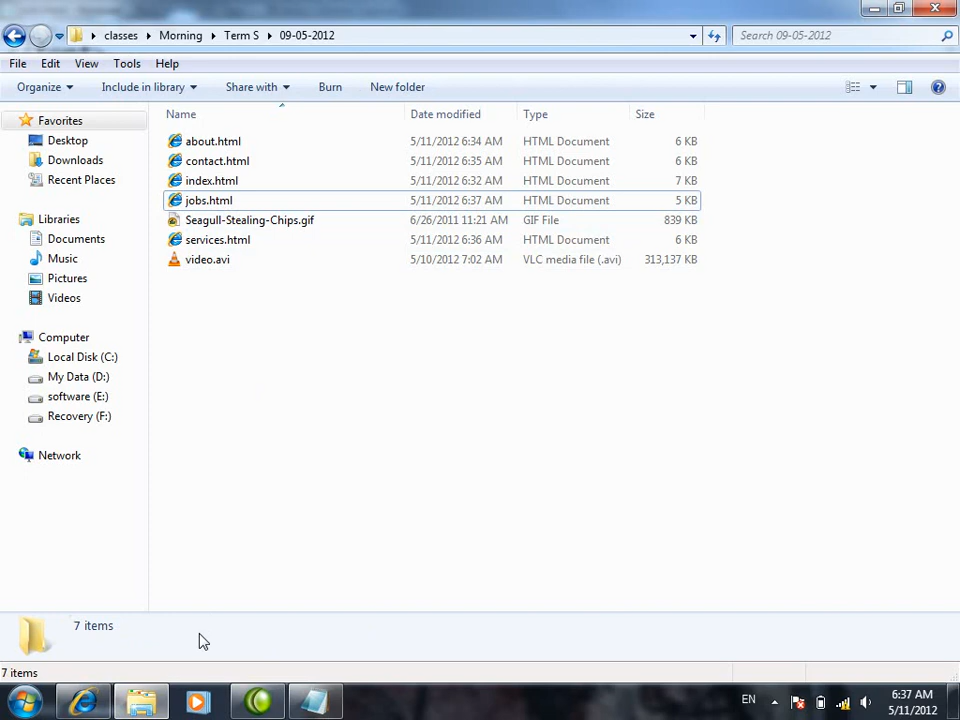 classes Morning Term S 09-05-2012 Search 09-05-2012
File Edit View Tools Help
Organize Include in library Share with Burn New folder
Name Date modified Type Size
Favorites
Desktop
Downloads
Recent Places
Libraries
Documents
Music
Pictures
Videos
Computer
Local Disk (C:)
My Data (D:)
software (E:)
Recovery (F:)
Network
about.html 5/11/2012 6:34 AM HTML Document 6 KB
contact.html 5/11/2012 6:35 AM HTML Document 6 KB
index.html 5/11/2012 6:32 AM HTML Document 7 KB
jobs.html 5/11/2012 6:37 AM HTML Document 5 KB
Seagull-Stealing-Chips.gif 6/26/2011 11:21 AM GIF File 839 KB
services.html 5/11/2012 6:36 AM HTML Document 6 KB
video.avi 5/10/2012 7:02 AM VLC media file (.avi) 313,137 KB
7 items
7 items
EN 6:37 AM
5/11/2012